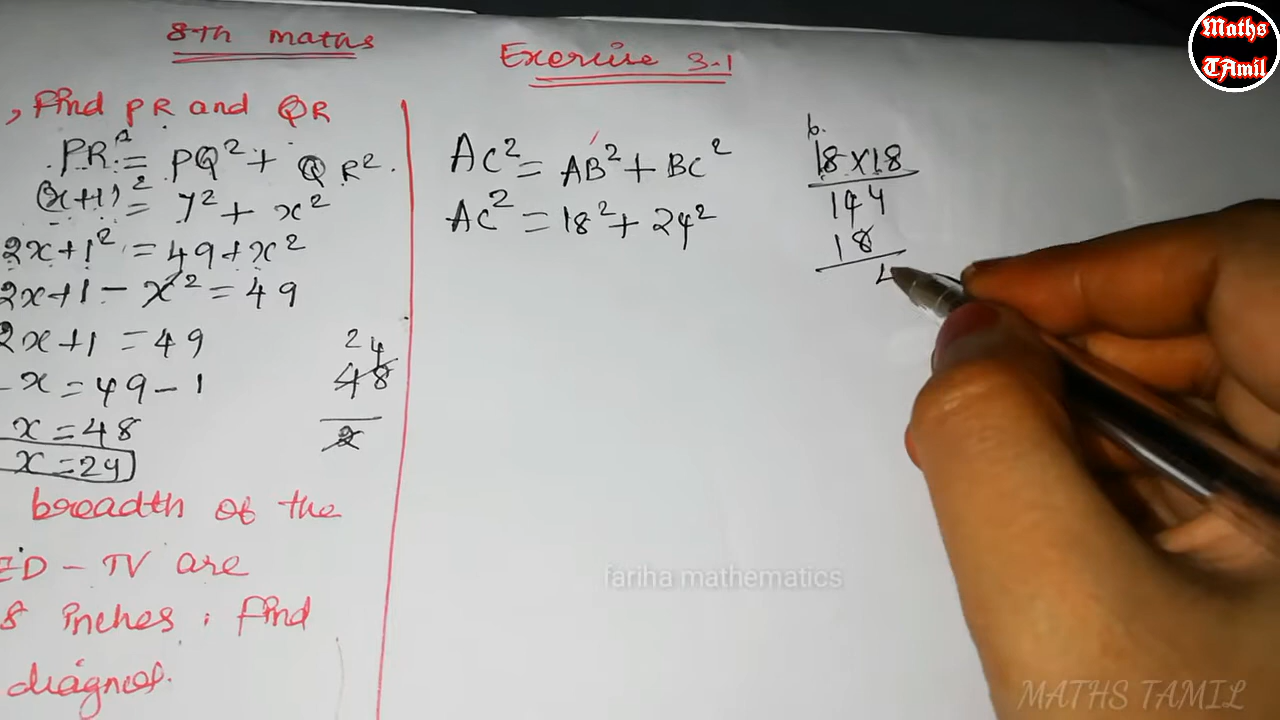 8th maths
Exercise 3.1
, find PR and QR
PR² = PQ² + QR².
(x+1)² = 7² + x²
2x+1² = 49+x²
2x+1 - x² = 49
2x+1 = 49
x = 49 - 1
x = 48
x = 24
24
48
2
breadth of the
ED - TV are
8 inches ; find
AC² = AB² + BC²
AC² = 18² + 24²
6.
18×18
144
18
4
Maths
TAmil
fariha mathematics
MATHS TAMIL